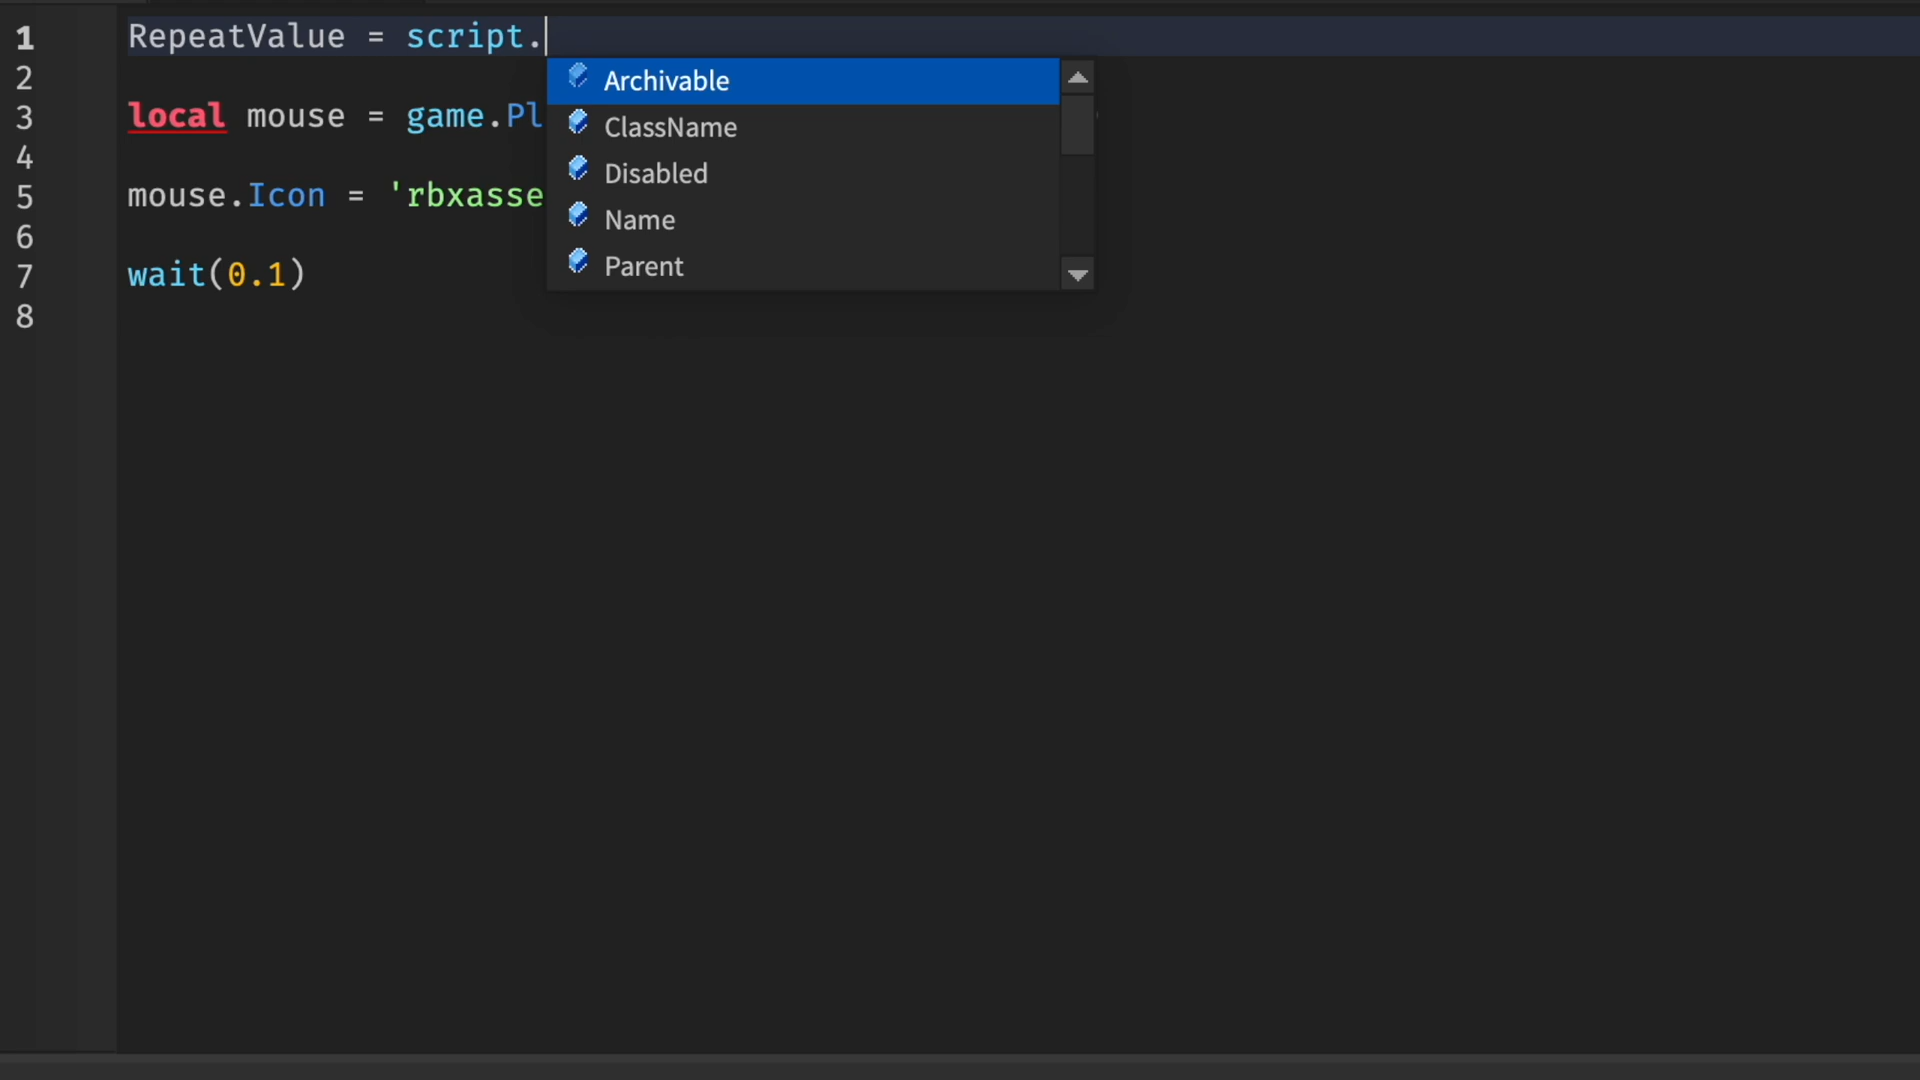 1 RepeatValue = script.
Archivable
2
ClassName
3 local mouse = game.Pl
4
Disabled
5 mouse.Icon = 'rbxasse
Name
6
7 wait(0.1)
Parent
8